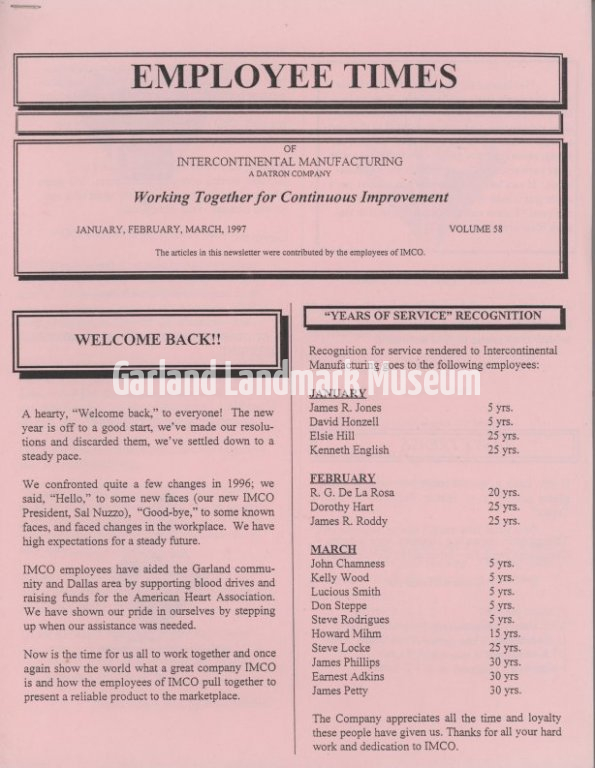 EMPLOYEE TIMES
OF
INTERCONTINENTAL MANUFACTURING
A DATRON COMPANY
Working Together for Continuous Improvement
JANUARY, FEBRUARY, MARCH, 1997 VOLUME 58
The articles in this newsletter were contributed by the employees of IMCO.
WELCOME BACK!!
A hearty, “Welcome back,” to everyone! The new
year is off to a good start, we’ve made our resolu-
tions and discarded them, we’ve settled down to a
steady pace.
We confronted quite a few changes in 1996; we
said, “Hello,” to some new faces (our new IMCO
President, Sal Nuzzo), “Good-bye,” to some known
faces, and faced changes in the workplace. We have
high expectations for a steady future.
IMCO employees have aided the Garland commu-
nity and Dallas area by supporting blood drives and
raising funds for the American Heart Association.
We have shown our pride in ourselves by stepping
up when our assistance was needed.
Now is the time for us all to work together and once
again show the world what a great company IMCO
is and how the employees of IMCO pull together to
present a reliable product to the marketplace.
“YEARS OF SERVICE” RECOGNITION
Recognition for service rendered to Intercontinental
Manufacturing goes to the following employees:
JANUARY
James R. Jones 5 yrs.
David Honzell 5 yrs.
Elsie Hill 25 yrs.
Kenneth English 25 yrs.
FEBRUARY
R. G. De La Rosa 20 yrs.
Dorothy Hart 25 yrs.
James R. Roddy 25 yrs.
MARCH
John Chamness 5 yrs.
Kelly Wood 5 yrs.
Lucious Smith 5 yrs.
Don Steppe 5 yrs.
Steve Rodrigues 5 yrs.
Howard Mihm 15 yrs.
Steve Locke 25 yrs.
James Phillips 30 yrs.
Earnest Adkins 30 yrs
James Petty 30 yrs.
The Company appreciates all the time and loyalty
these people have given us. Thanks for all your hard
work and dedication to IMCO.
Garland Landmark Museum